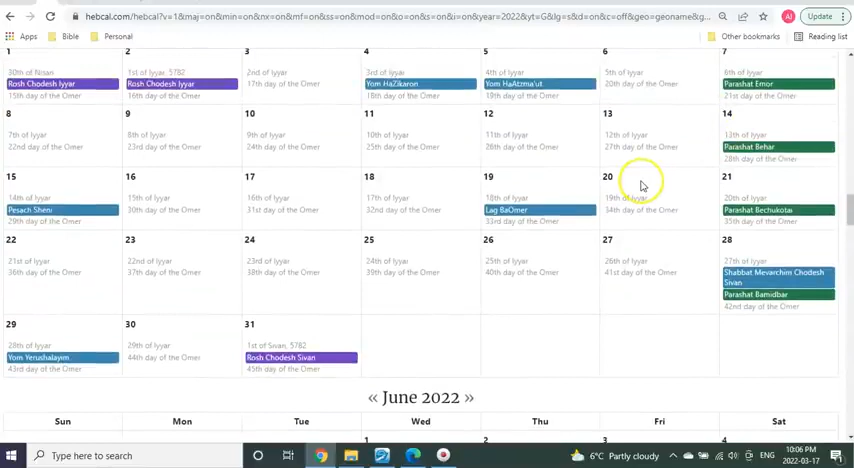 hebcal.com/hebcal?v=1&maj=on&min=on&nx=on&mf=on&ss=on&mod=on&o=on&s=on&i=on&year=2022&yt=G&lg=s&d=on&c=off&geo=geoname&g...
Update
Apps Bible Personal Other bookmarks Reading list
1 2 3 4 5 6 7
30th of Nisan 1st of Iyyar, 5782 2nd of Iyyar 3rd of Iyyar 4th of Iyyar 5th of Iyyar 6th of Iyyar
Rosh Chodesh Iyyar Rosh Chodesh Iyyar 17th day of the Omer Yom HaZikaron Yom HaAtzma'ut 20th day of the Omer Parashat Emor
15th day of the Omer 16th day of the Omer 18th day of the Omer 19th day of the Omer 21st day of the Omer
8 9 10 11 12 13 14
7th of Iyyar 8th of Iyyar 9th of Iyyar 10th of Iyyar 11th of Iyyar 12th of Iyyar 13th of Iyyar
22nd day of the Omer 23rd day of the Omer 24th day of the Omer 25th day of the Omer 26th day of the Omer 27th day of the Omer Parashat Behar
28th day of the Omer
15 16 17 18 19 20 21
14th of Iyyar 15th of Iyyar 16th of Iyyar 17th of Iyyar 18th of Iyyar 19th of Iyyar 20th of Iyyar
Pesach Sheni 30th day of the Omer 31st day of the Omer 32nd day of the Omer Lag BaOmer 34th day of the Omer Parashat Bechukotai
29th day of the Omer 33rd day of the Omer 35th day of the Omer
22 23 24 25 26 27 28
21st of Iyyar 22nd of Iyyar 23rd of Iyyar 24th of Iyyar 25th of Iyyar 26th of Iyyar 27th of Iyyar
36th day of the Omer 37th day of the Omer 38th day of the Omer 39th day of the Omer 40th day of the Omer 41st day of the Omer Shabbat Mevarchim Chodesh
Sivan
Parashat Bamidbar
42nd day of the Omer
29 30 31
28th of Iyyar 29th of Iyyar 1st of Sivan, 5782
Yom Yerushalayim 44th day of the Omer Rosh Chodesh Sivan
43rd day of the Omer 45th day of the Omer
« June 2022 »
Sun Mon Tue Wed Thu Fri Sat
1 2 3 4
Type here to search 6°C Partly cloudy ENG 10:06 PM
2022-03-17